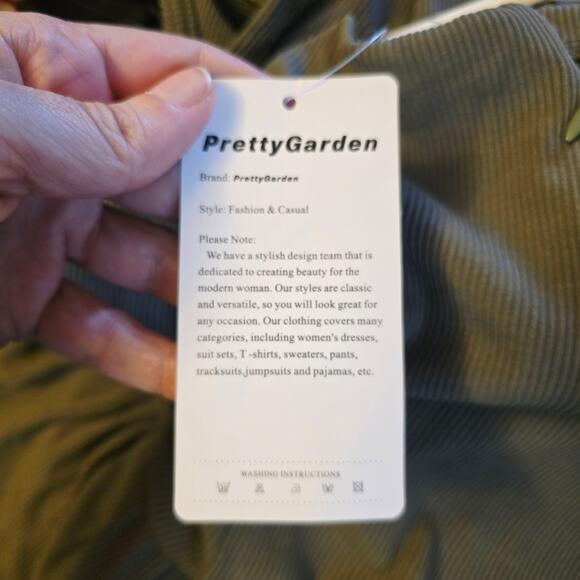 PrettyGarden
Brand: PrettyGarden
Style: Fashion & Casual
Please Note:
We have a stylish design team that is
dedicated to creating beauty for the
modern woman. Our styles are classic
and versatile, so you will look great for
any occasion. Our clothing covers many
categories, including women's dresses,
suit sets, T -shirts, sweaters, pants,
tracksuits,jumpsuits and pajamas, etc.
WASHING INSTRUCTIONS